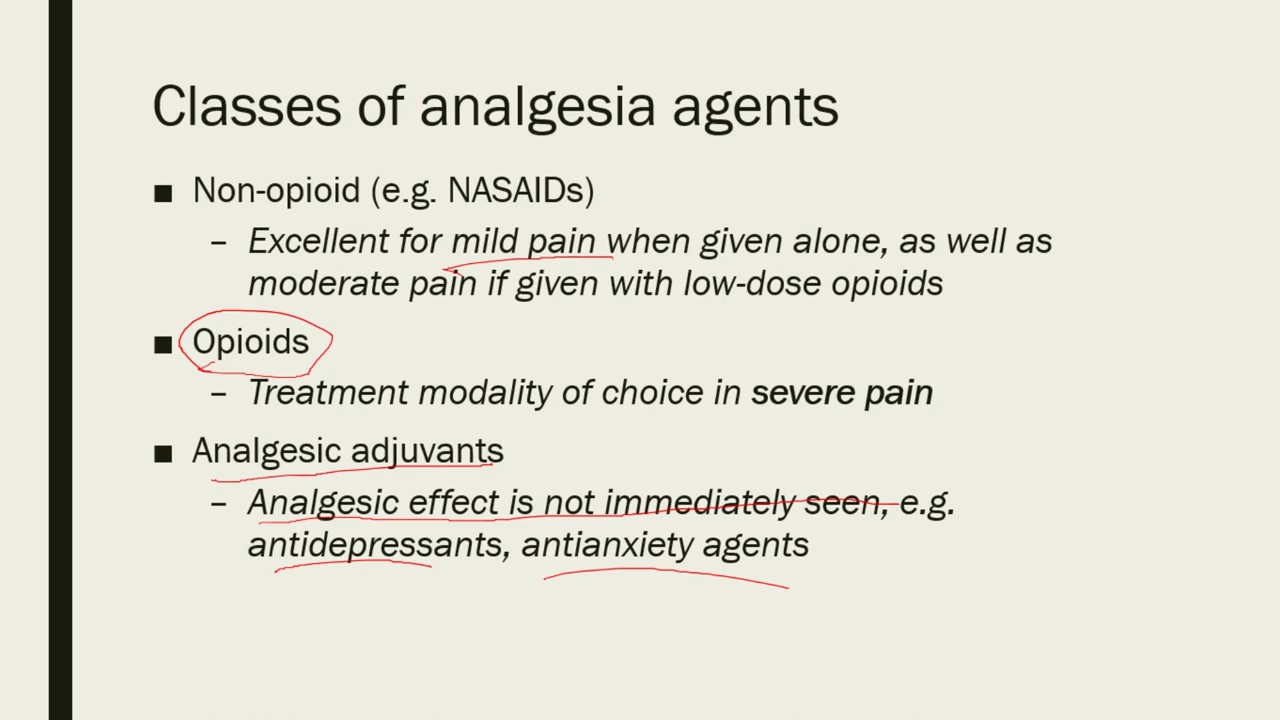 Classes of analgesia agents
■ Non-opioid (e.g. NASAIDs)
– Excellent for mild pain when given alone, as well as
moderate pain if given with low-dose opioids
■ Opioids
– Treatment modality of choice in severe pain
■ Analgesic adjuvants
– Analgesic effect is not immediately seen, e.g.
antidepressants, antianxiety agents